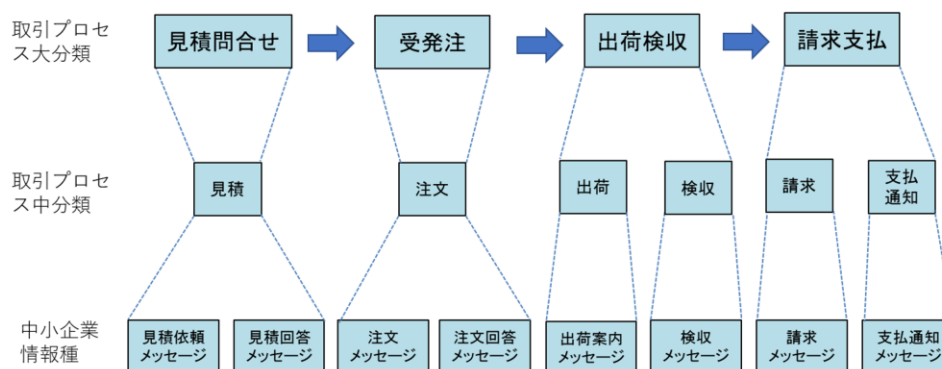 取引プロセ
ス大分類
見積問合せ
受発注
出荷検収
請求支払
取引プロセ
ス中分類
見積
注文
出荷
検収
請求
支払
通知
中小企業
情報種
見積依頼
メッセージ
見積回答
メッセージ
注文
メッセージ
注文回答
メッセージ
出荷案内
メッセージ
検収
メッセージ
請求
メッセージ
支払通知
メッセージ